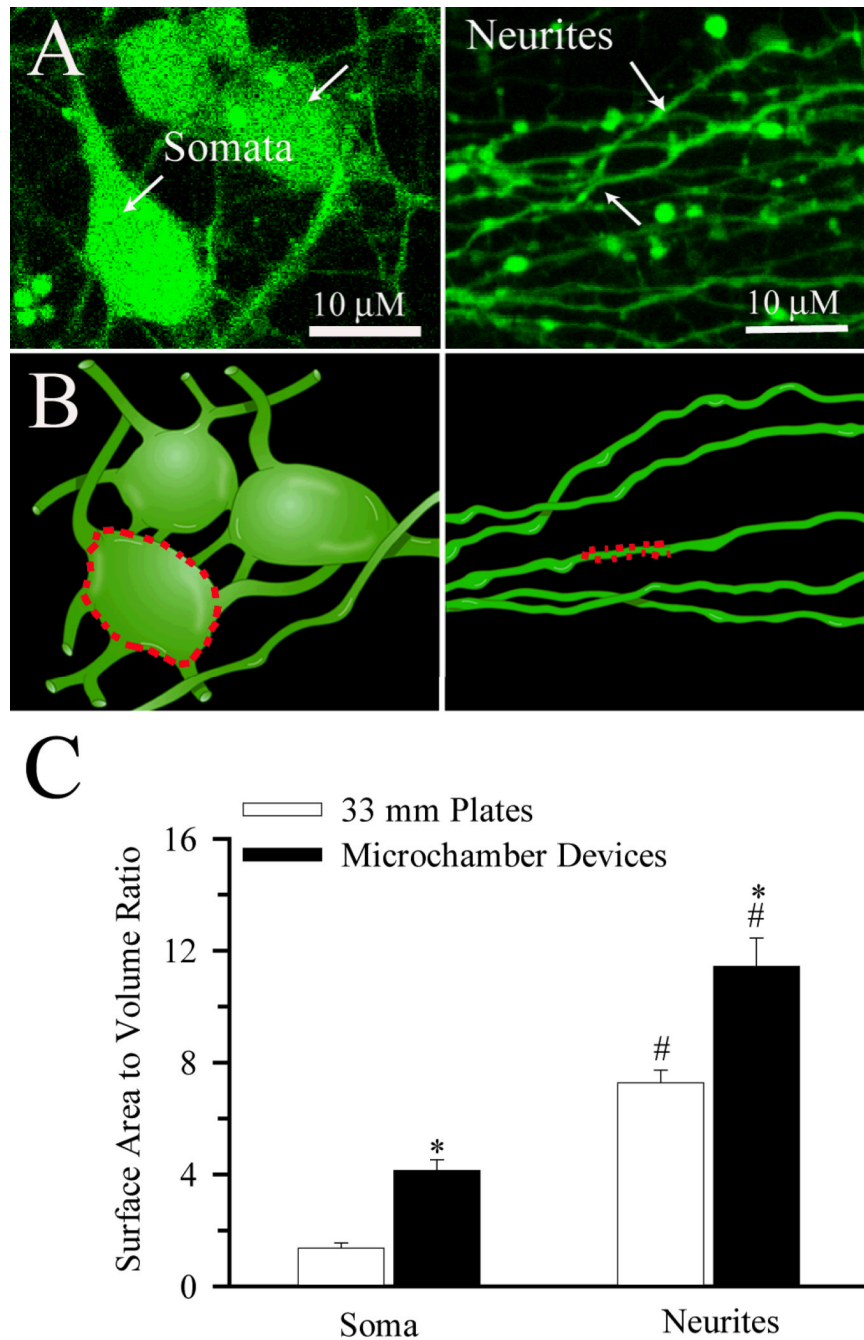 A
Somata
10 µM
Neurites
10 µM
B
C
33 mm Plates
Microchamber Devices
Surface Area to Volume Ratio
16
12
8
4
0
*
#
*
#
Soma
Neurites